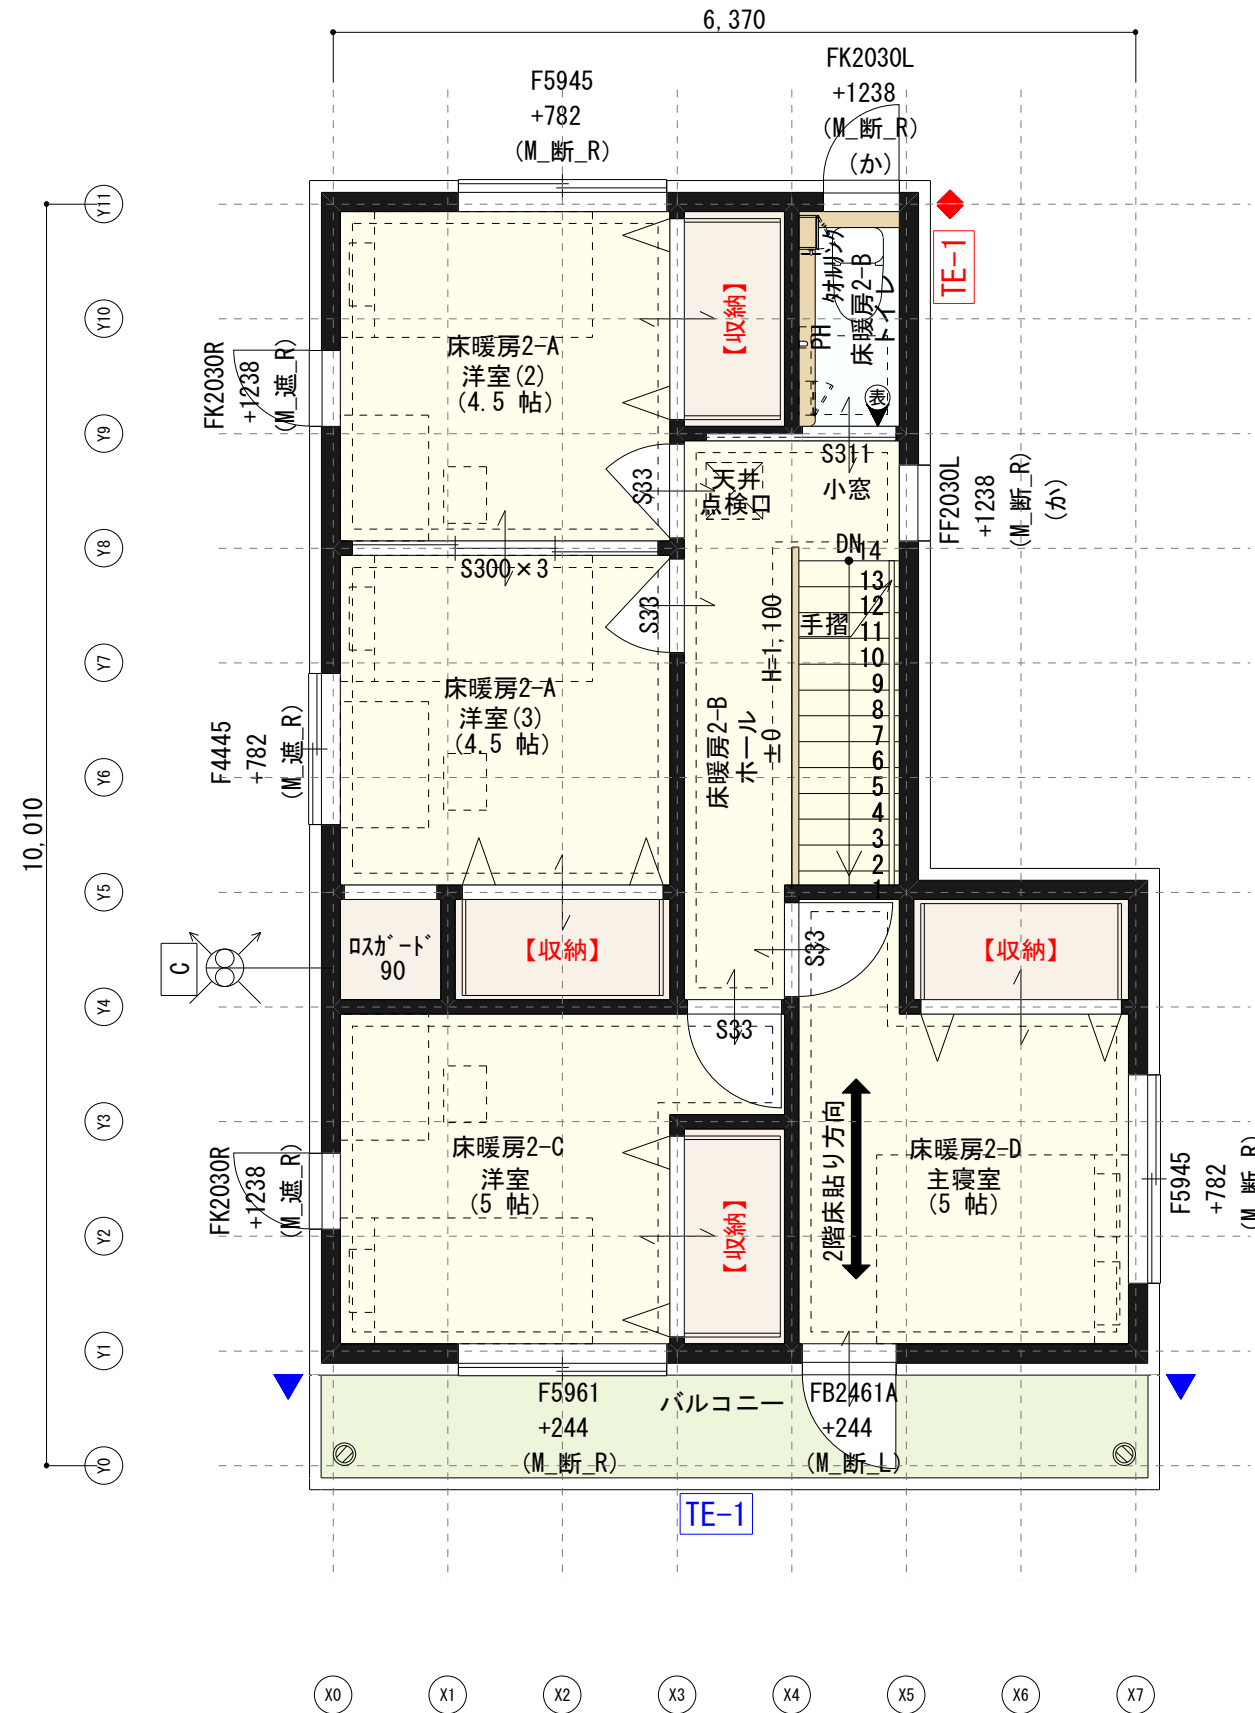 6,370
F5945
+782
(M_断_R)
FK2030L
+1238
(M_断_R)
(か)
Y11
TE-1
Y10
床暖房2-A
洋室(2)
(4.5 帖)
【収納】
ﾀｵﾙﾘﾝｸﾞ
床暖房2-B
トイレ
PH
表
FK2030R
+1238
(M_遮_R)
Y9
S33
天井
点検口
S311
小窓
FF2030L
+1238
(M_断_R)
(か)
Y8
S300×3
DN
14
13
12
11
10
9
8
7
6
5
4
3
2
1
手摺
S33
H=1,100
Y7
床暖房2-A
洋室(3)
(4.5 帖)
床暖房2-B
ホール
±0
F4445
+782
(M_遮_R)
Y6
10,010
Y5
C
ﾛｽｶﾞｰﾄﾞ
90
【収納】
S33
【収納】
Y4
S33
Y3
床暖房2-C
洋室
(5 帖)
2階床貼り方向
床暖房2-D
主寝室
(5 帖)
FK2030R
+1238
(M_遮_R)
F5945
+782
(M_断_R)
Y2
【収納】
Y1
F5961
+244
(M_断_R)
バルコニー
FB2461A
+244
(M_断_L)
Y0
TE-1
X0
X1
X2
X3
X4
X5
X6
X7